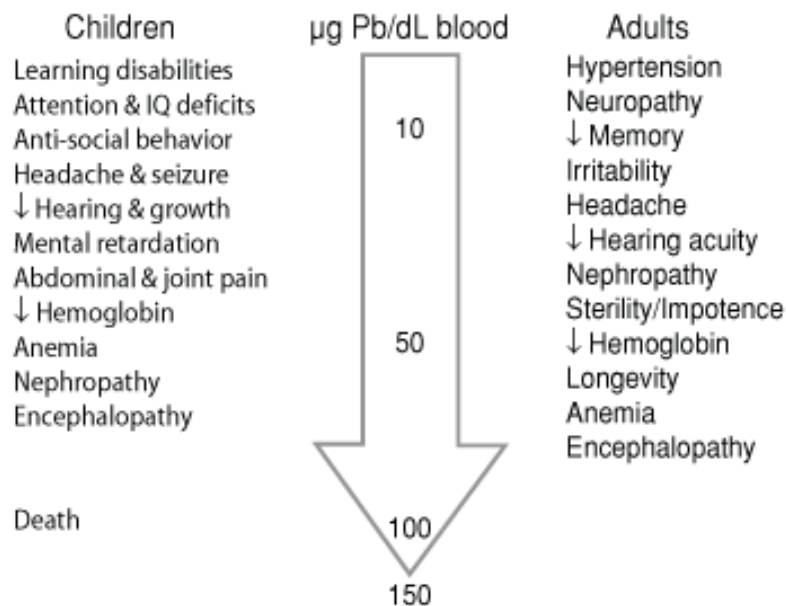 Children
Learning disabilities
Attention & IQ deficits
Anti-social behavior
Headache & seizure
↓ Hearing & growth
Mental retardation
Abdominal & joint pain
↓ Hemoglobin
Anemia
Nephropathy
Encephalopathy
Death
µg Pb/dL blood
10
50
100
150
Adults
Hypertension
Neuropathy
↓ Memory
Irritability
Headache
↓ Hearing acuity
Nephropathy
Sterility/Impotence
↓ Hemoglobin
Longevity
Anemia
Encephalopathy